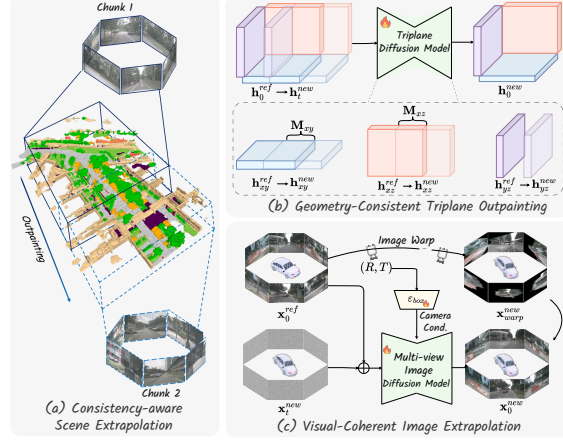 Chunk 1
Outpainting
Chunk 2
(a) Consistency-aware
Scene Extrapolation
Triplane
Diffusion Model
h_0^{ref} → h_t^{new}
h_0^{new}
M_{xy}
M_{xz}
h_{xy}^{ref} → h_{xy}^{new}
h_{xz}^{ref} → h_{xz}^{new}
h_{yz}^{ref} → h_{yz}^{new}
(b) Geometry-Consistent Triplane Outpainting
Image Warp
(R, T)
x_0^{ref}
ε_{box}
x_{warp}^{new}
Camera
Cond.
Multi-view
Image
Diffusion Model
x_t^{new}
x_0^{new}
(c) Visual-Coherent Image Extrapolation